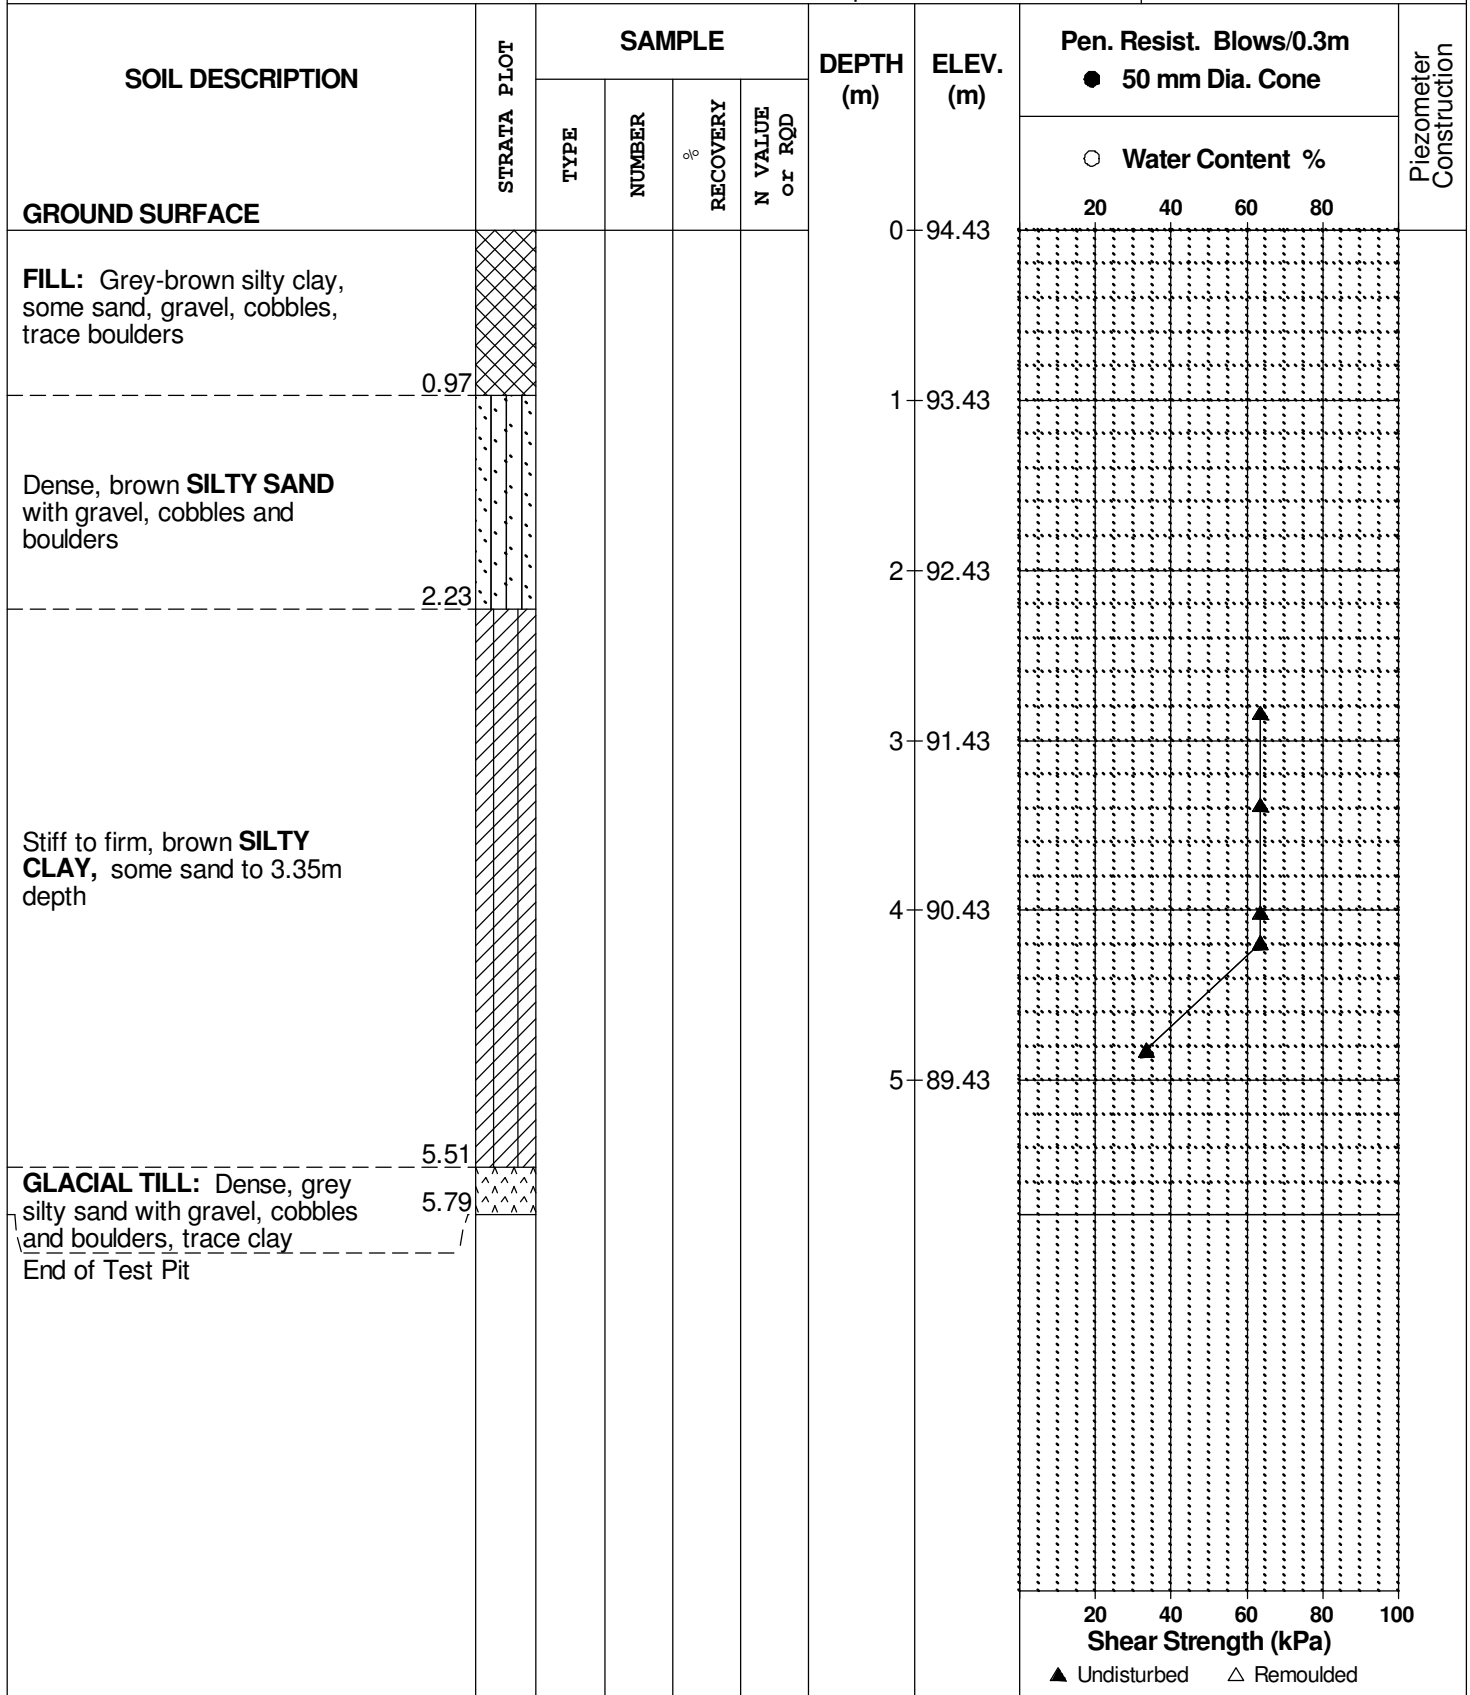 SOIL DESCRIPTION
GROUND SURFACE
STRATA PLOT
SAMPLE
TYPE
NUMBER
%
RECOVERY
N VALUE
or RQD
DEPTH
(m)
ELEV.
(m)
Pen. Resist. Blows/0.3m
● 50 mm Dia. Cone
○ Water Content %
20 40 60 80
Piezometer
Construction
0 94.43
FILL: Grey-brown silty clay,
some sand, gravel, cobbles,
trace boulders
0.97
1 93.43
Dense, brown SILTY SAND
with gravel, cobbles and
boulders
2 92.43
2.23
3 91.43
Stiff to firm, brown SILTY
CLAY, some sand to 3.35m
depth
4 90.43
5 89.43
5.51
GLACIAL TILL: Dense, grey
silty sand with gravel, cobbles
and boulders, trace clay
5.79
End of Test Pit
20 40 60 80 100
Shear Strength (kPa)
▲ Undisturbed △ Remoulded